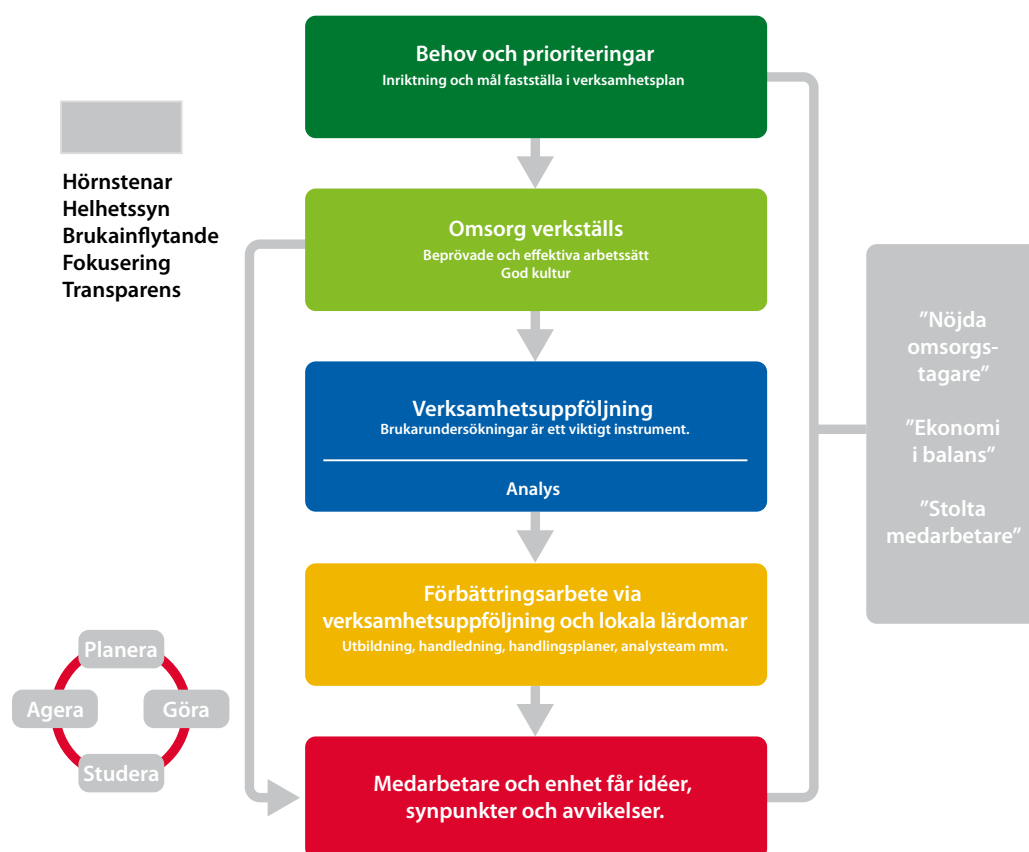 Behov och prioriteringar
Inriktning och mål fastställa i verksamhetsplan
Hörnstenar
Helhetssyn
Brukainflytande
Fokusering
Transparens
Omsorg verkställs
Beprövade och effektiva arbetssätt
God kultur
Verksamhetsuppföljning
Brukarundersökningar är ett viktigt instrument.
Analys
”Nöjda
omsorgs-
tagare”
”Ekonomi
i balans”
”Stolta
medarbetare”
Förbättringsarbete via
verksamhetsuppföljning och lokala lärdomar
Utbildning, handledning, handlingsplaner, analysteam mm.
Planera
Agera
Göra
Studera
Medarbetare och enhet får idéer,
synpunkter och avvikelser.